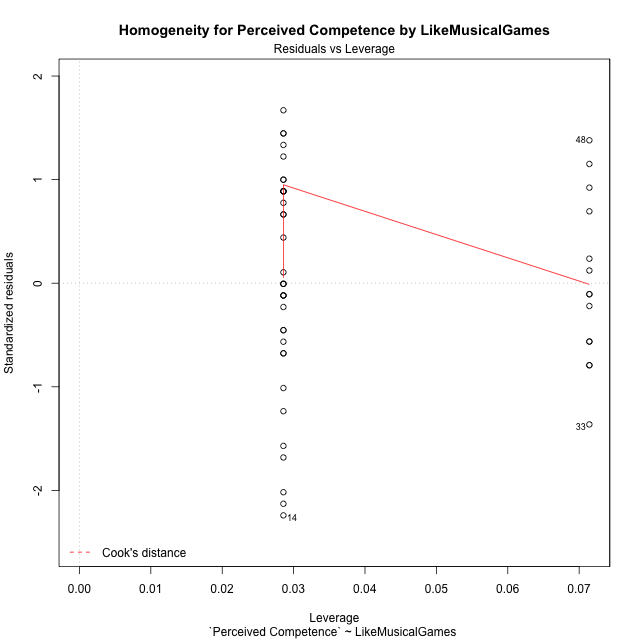 Homogeneity for Perceived Competence by LikeMusicalGames
Residuals vs Leverage
2
1
0
-1
-2
Standardized residuals
48
33
14
Cook's distance
0.00 0.01 0.02 0.03 0.04 0.05 0.06 0.07
Leverage
`Perceived Competence` ~ LikeMusicalGames